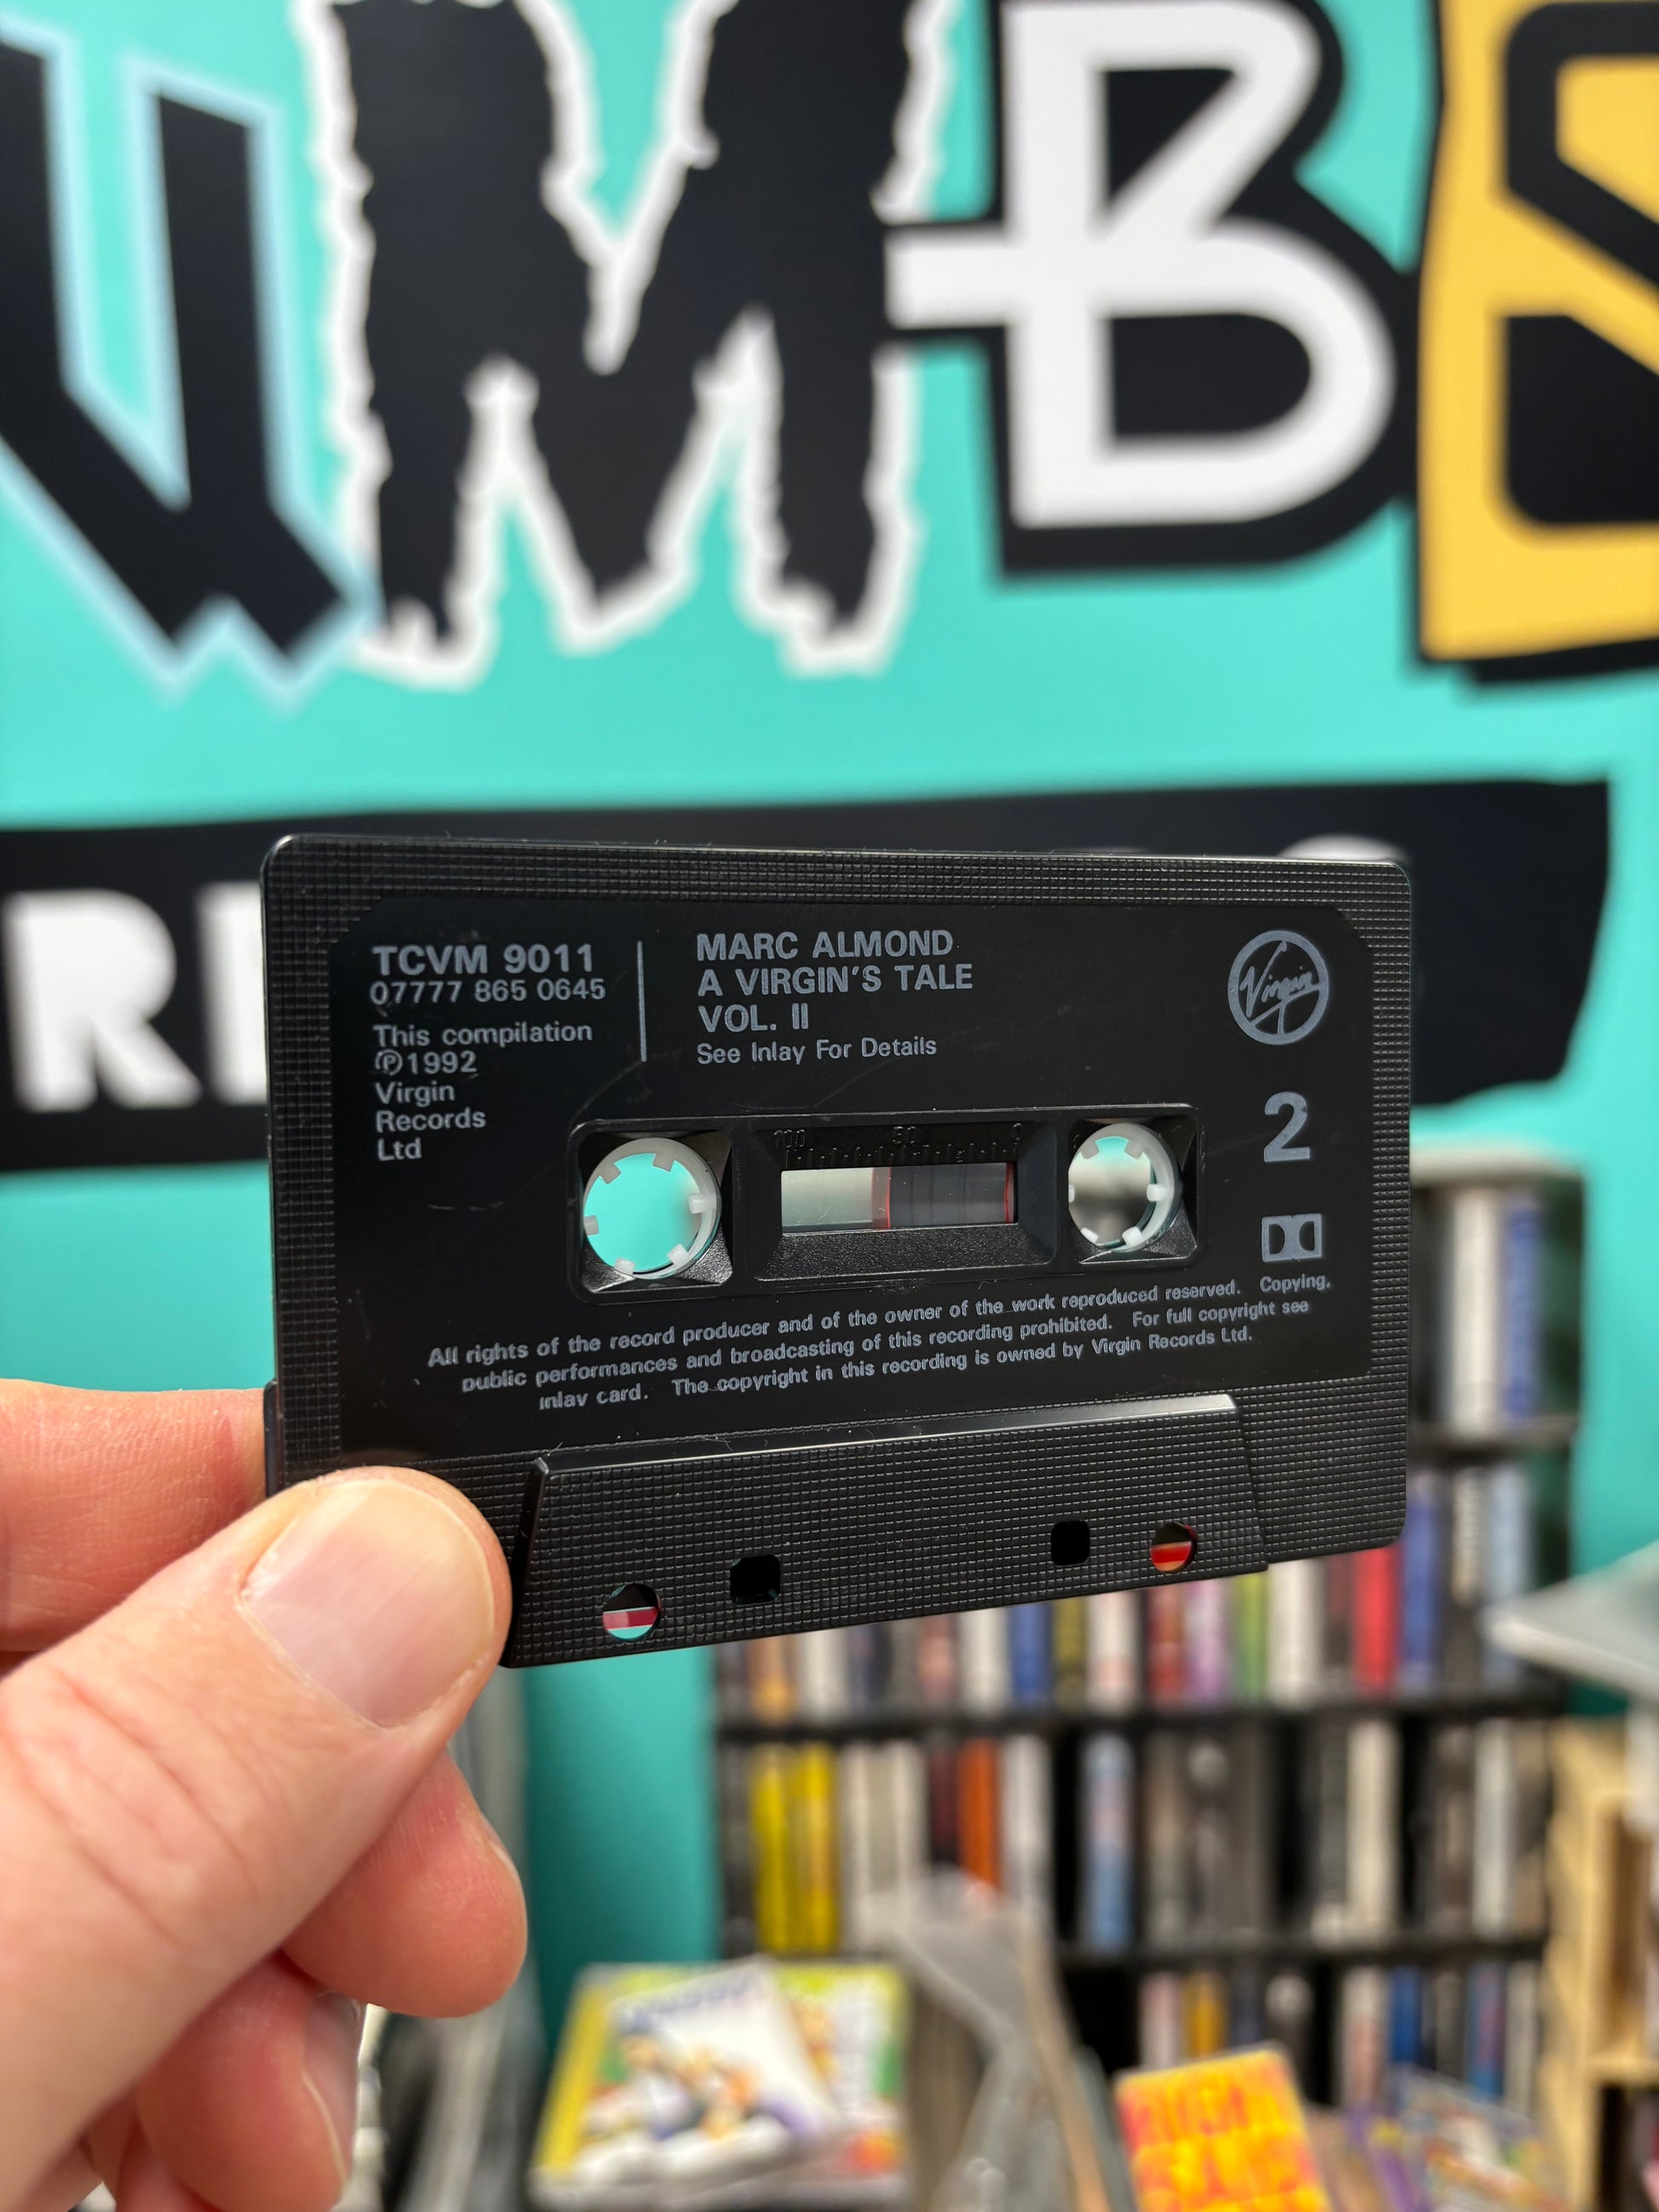 MBS
TCVM 9011
07777 865 0645
This compilation
Ⓟ1992
Virgin
Records
Ltd
MARC ALMOND
A VIRGIN'S TALE
VOL. II
See Inlay For Details
Virgin
2
100 50 0
All rights of the record producer and of the owner of the work reproduced reserved. Copying,
public performances and broadcasting of this recording prohibited. For full copyright see
inlay card. The copyright in this recording is owned by Virgin Records Ltd.